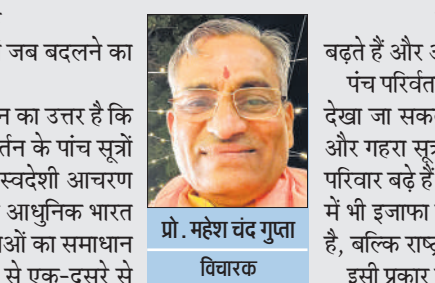 जब बदलने का
न का उत्तर है कि
र्तन के पांच सूत्रों
स्वदेशी आचरण
आधुनिक भारत
ओं का समाधान
से एक-दूसरे से
प्रो. महेश चंद गुप्ता
विचारक
बढ़ते हैं और
पंच परिवर्त
देखा जा सक
और गहरा सूत्र
परिवार बढ़े हैं
में भी इजाफा
है, बल्कि राष्ट्र
इसी प्रकार